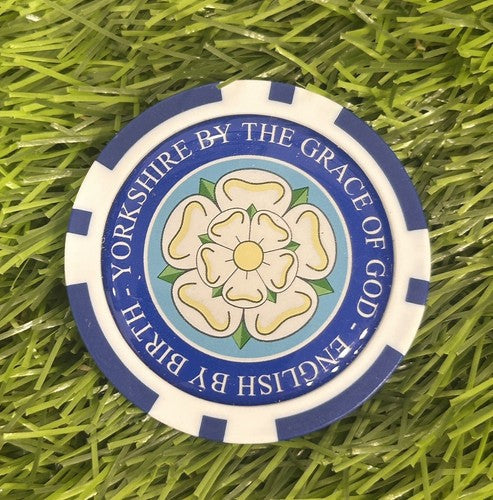 ENGLISH BY BIRTH - YORKSHIRE BY THE GRACE OF GOD -